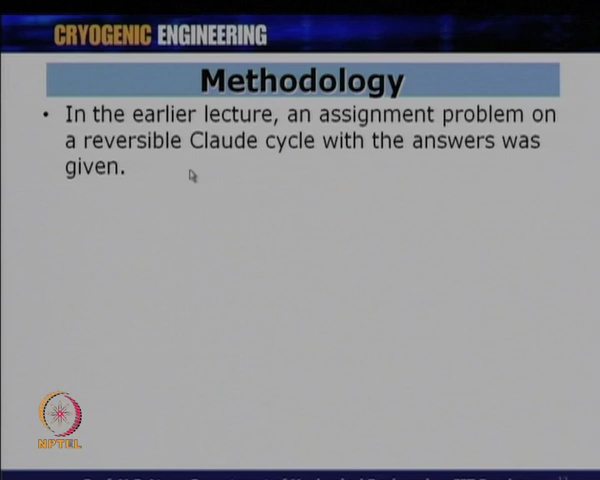 CRYOGENIC ENGINEERING
Methodology
• In the earlier lecture, an assignment problem on
a reversible Claude cycle with the answers was
given.
NPTEL